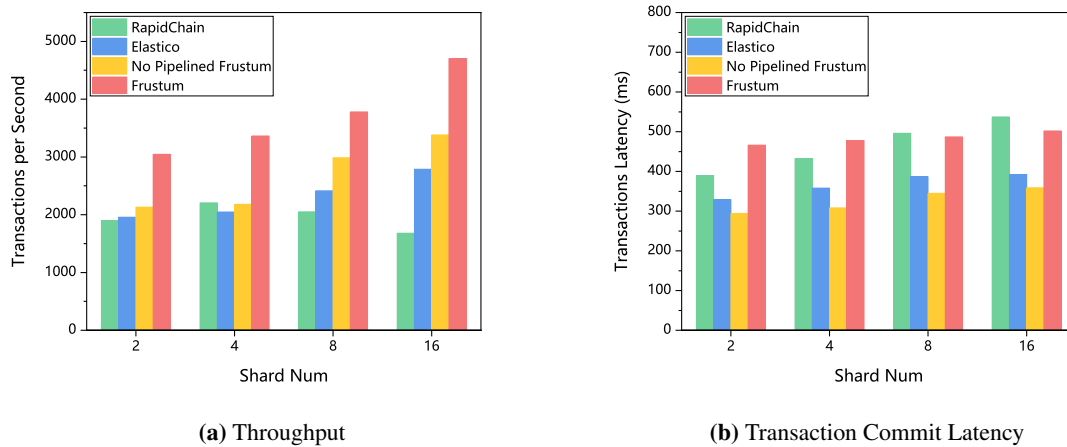 RapidChain
Elastico
No Pipelined Frustum
Frustum
5000
4000
3000
2000
1000
0
Transactions per Second
2 4 8 16
Shard Num
(a) Throughput
RapidChain
Elastico
No Pipelined Frustum
Frustum
800
700
600
500
400
300
200
100
0
Transactions Latency (ms)
2 4 8 16
Shard Num
(b) Transaction Commit Latency